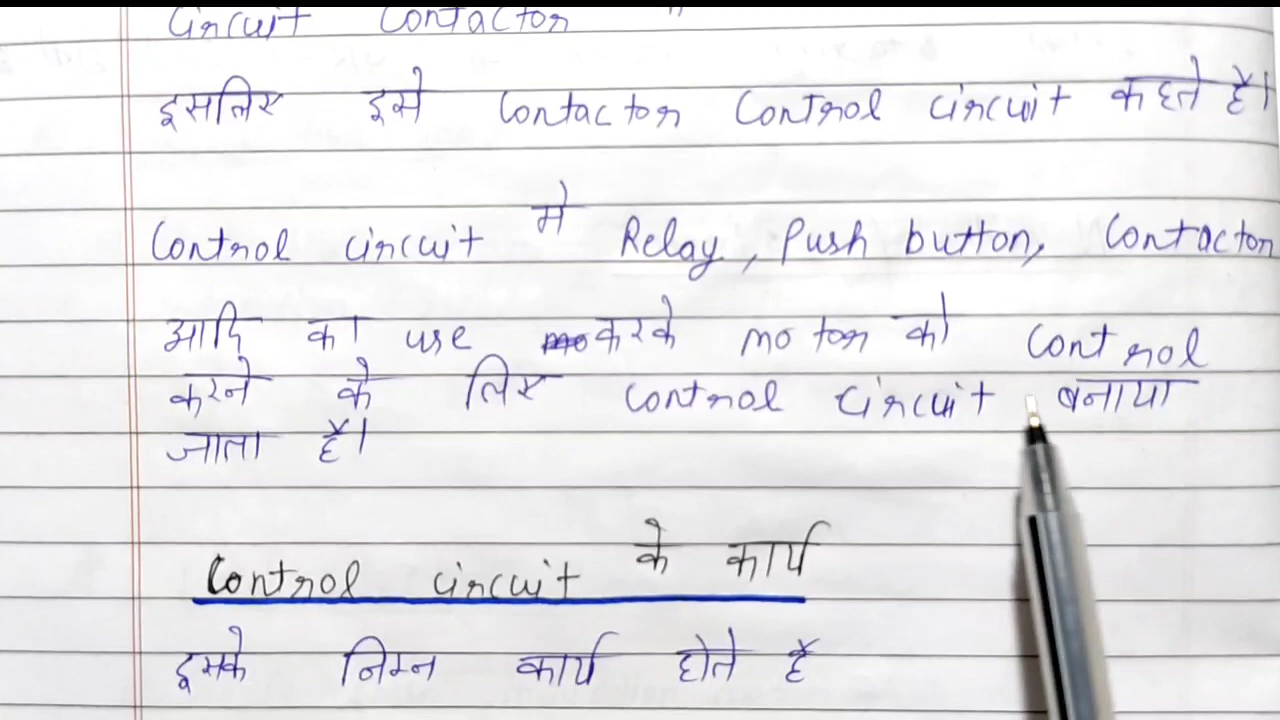 Circuit Contactor "
इसलिए इसे Contactor Control Circuit कहते हैं।
Control Circuit मे Relay, Push button, Contactor
आदि का use करके motor को Control
करने के लिए Control Circuit बनाया
जाता हैं।
Control Circuit के कार्य
इसके निम्न कार्य होते हैं